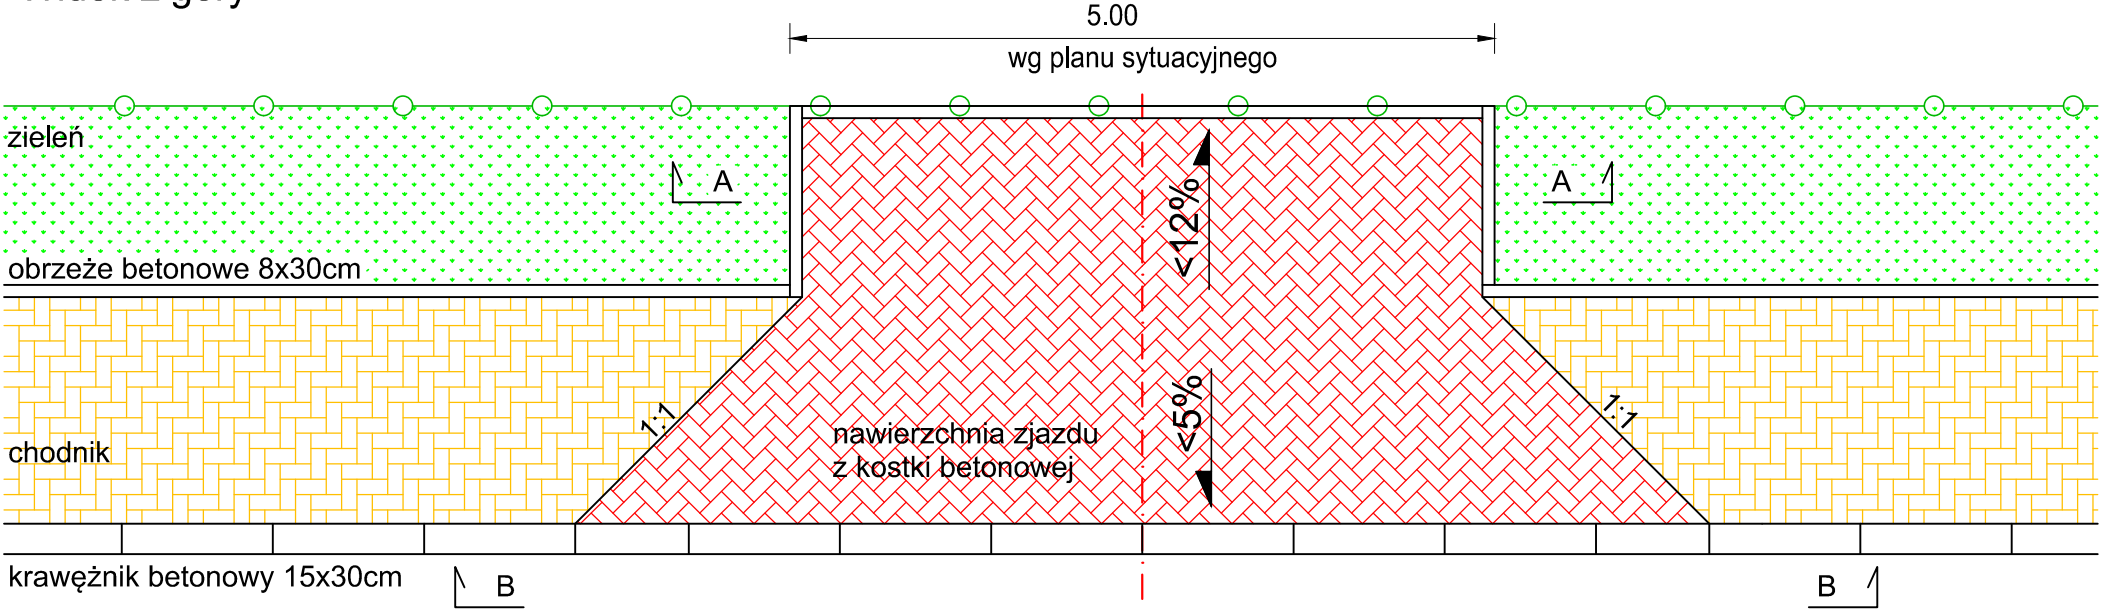 5.00
wg planu sytuacyjnego
zieleń
A
A
<12%
obrzeże betonowe 8x30cm
1:1
1:1
<5%
nawierzchnia zjazdu
z kostki betonowej
chodnik
krawężnik betonowy 15x30cm
B
B